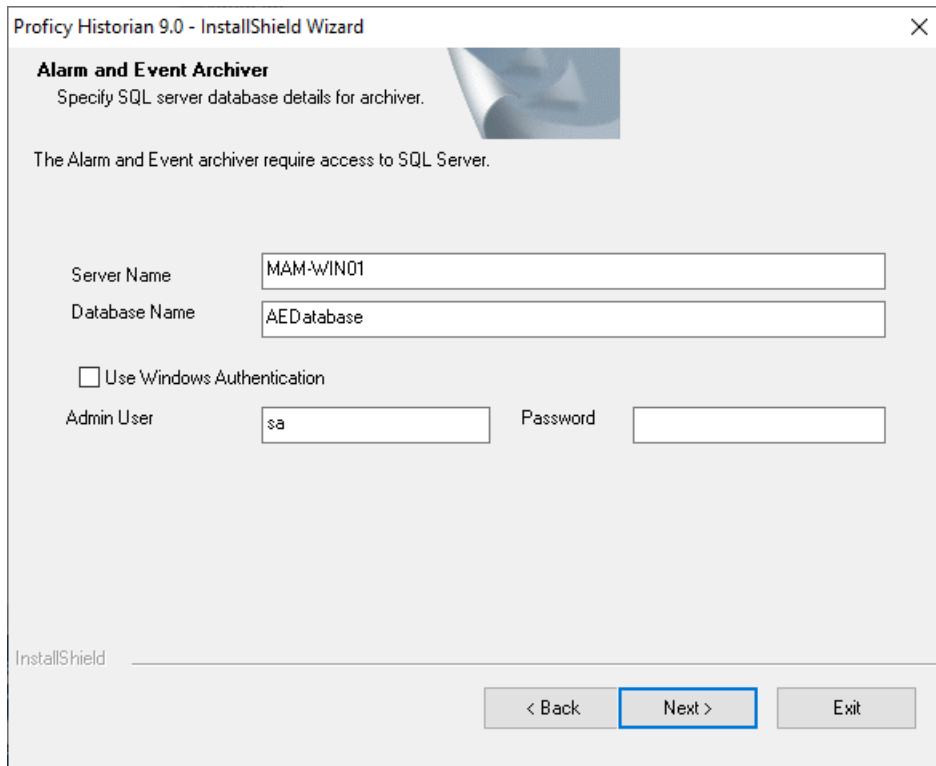 Proficy Historian 9.0 - InstallShield Wizard
Alarm and Event Archiver
Specify SQL server database details for archiver.
The Alarm and Event archiver require access to SQL Server.
Server Name MAM-WIN01
Database Name AEDatabase
Use Windows Authentication
Admin User sa Password
InstallShield
< Back Next > Exit